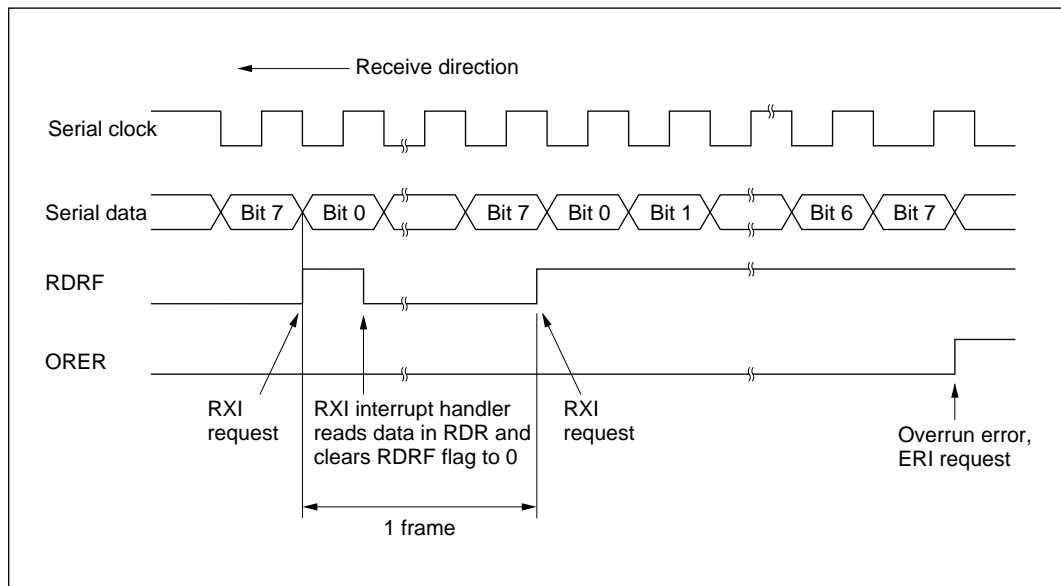 Receive direction
Serial clock
Serial data
Bit 7
Bit 0
Bit 7
Bit 0
Bit 1
Bit 6
Bit 7
RDRF
ORER
RXI
request
RXI interrupt handler
reads data in RDR and
clears RDRF flag to 0
RXI
request
Overrun error,
ERI request
1 frame